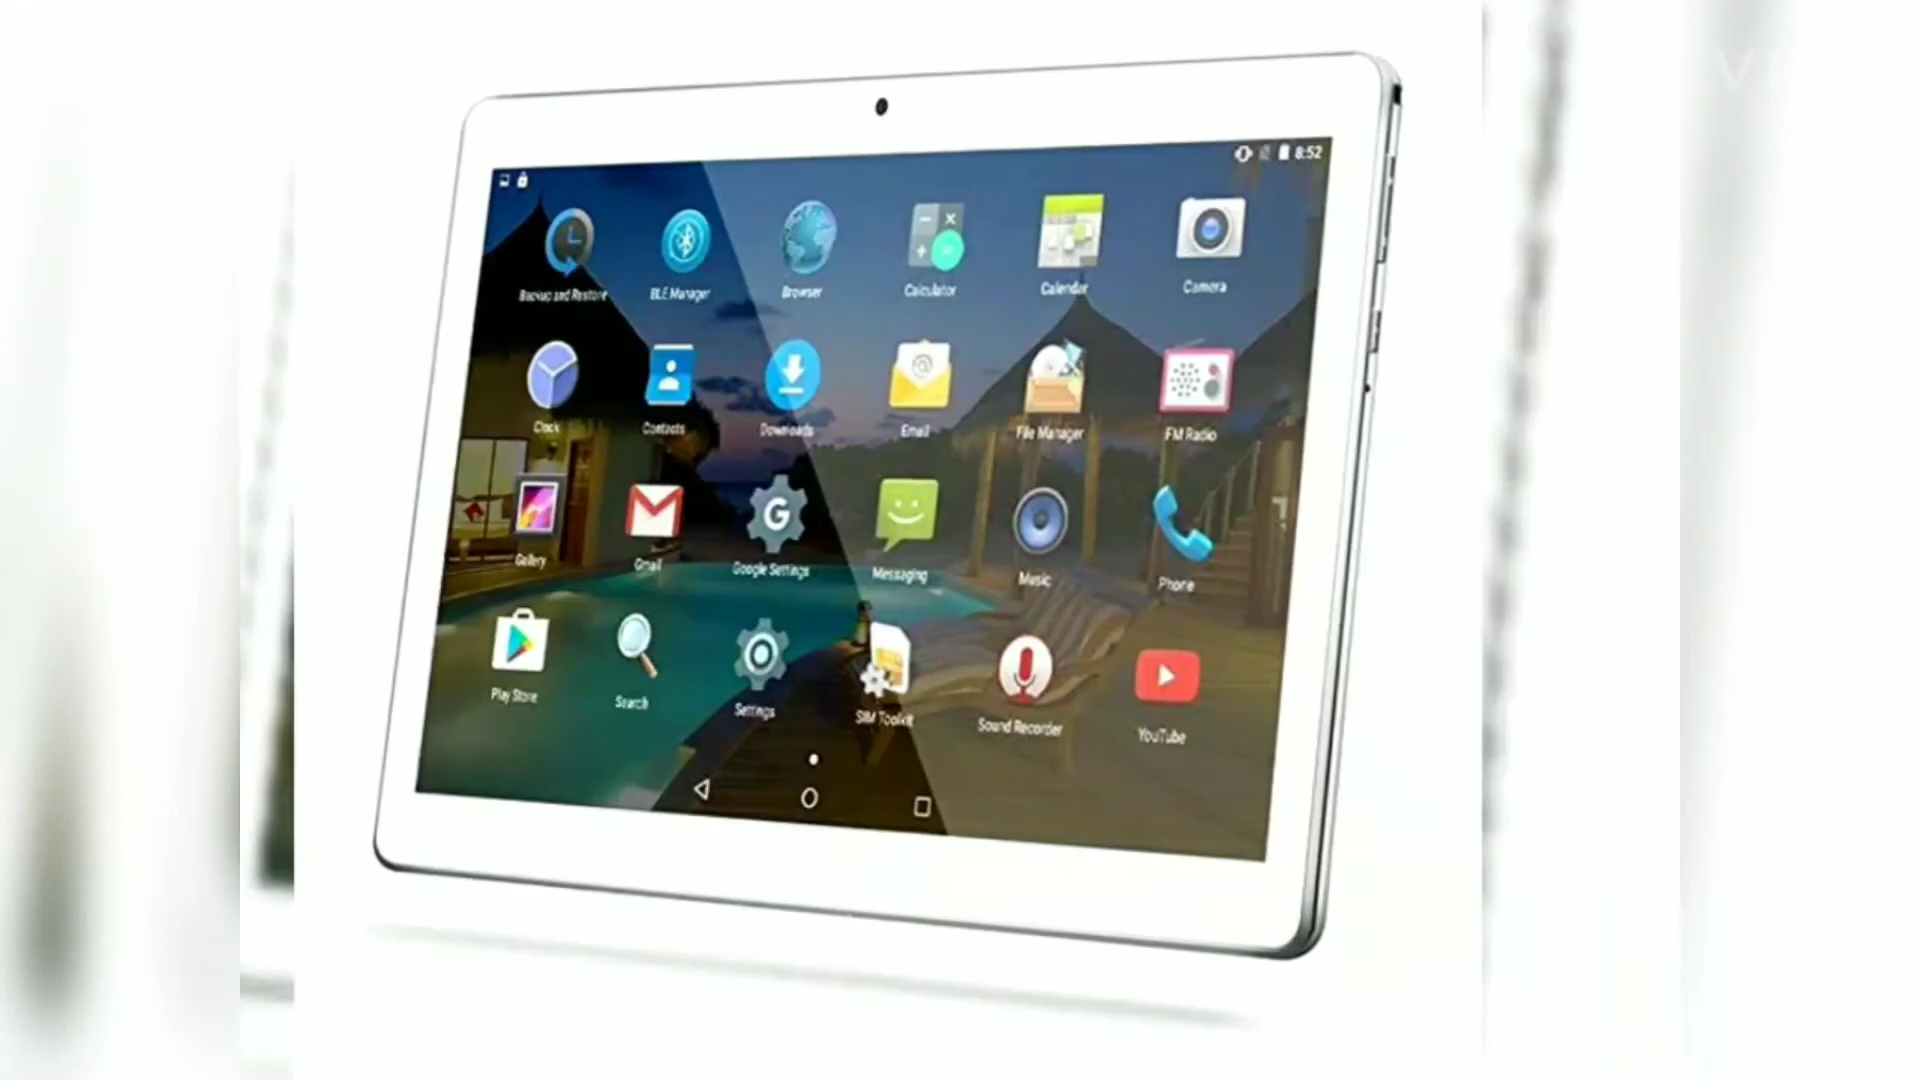 8:52
Backup and Restore
BLE Manager
Browser
Calculator
Calendar
Camera
Clock
Contacts
Downloads
Email
File Manager
FM Radio
Gallery
Gmail
Google Settings
Messaging
Music
Phone
Play Store
Search
Settings
SIM Toolkit
Sound Recorder
YouTube